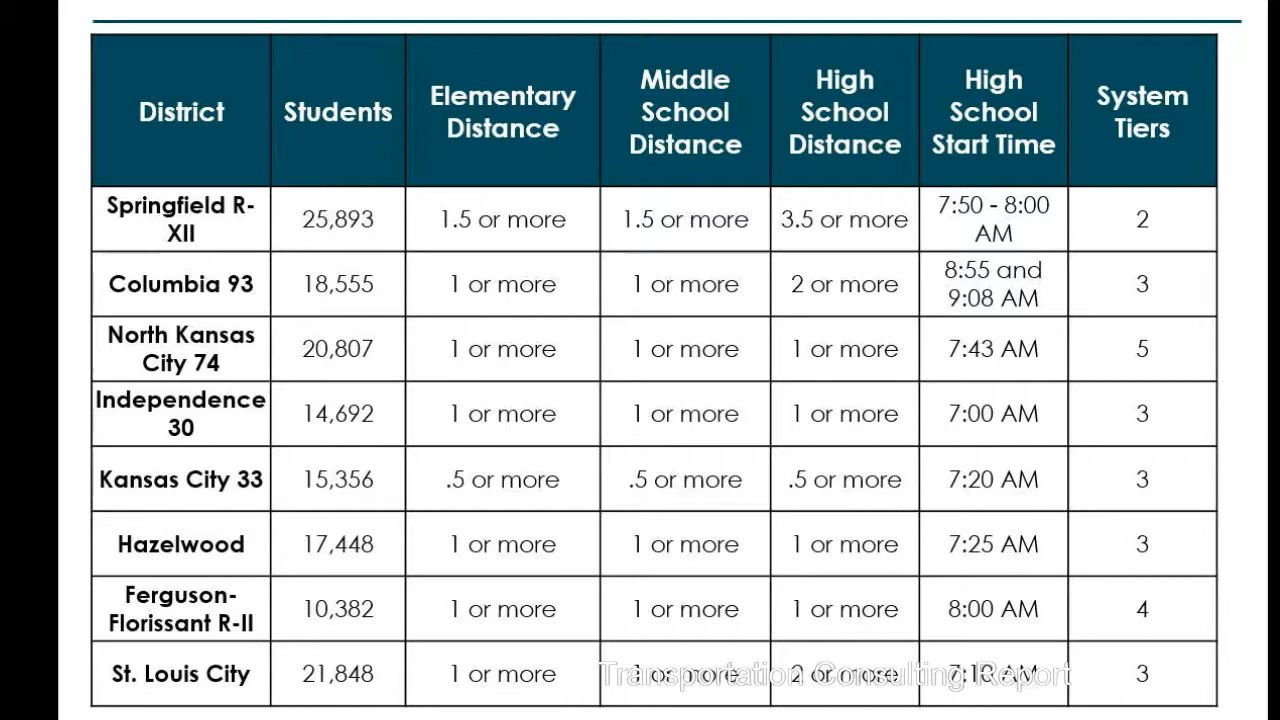 District Students Elementary Distance Middle School Distance High School Distance High School Start Time System Tiers
Springfield R-XII 25,893 1.5 or more 1.5 or more 3.5 or more 7:50 - 8:00 AM 2
Columbia 93 18,555 1 or more 1 or more 2 or more 8:55 and 9:08 AM 3
North Kansas City 74 20,807 1 or more 1 or more 1 or more 7:43 AM 5
Independence 30 14,692 1 or more 1 or more 1 or more 7:00 AM 3
Kansas City 33 15,356 .5 or more .5 or more .5 or more 7:20 AM 3
Hazelwood 17,448 1 or more 1 or more 1 or more 7:25 AM 3
Ferguson-Florissant R-II 10,382 1 or more 1 or more 1 or more 8:00 AM 4
St. Louis City 21,848 1 or more 1 or more 2 or more AM 3
Transportation Consulting Report